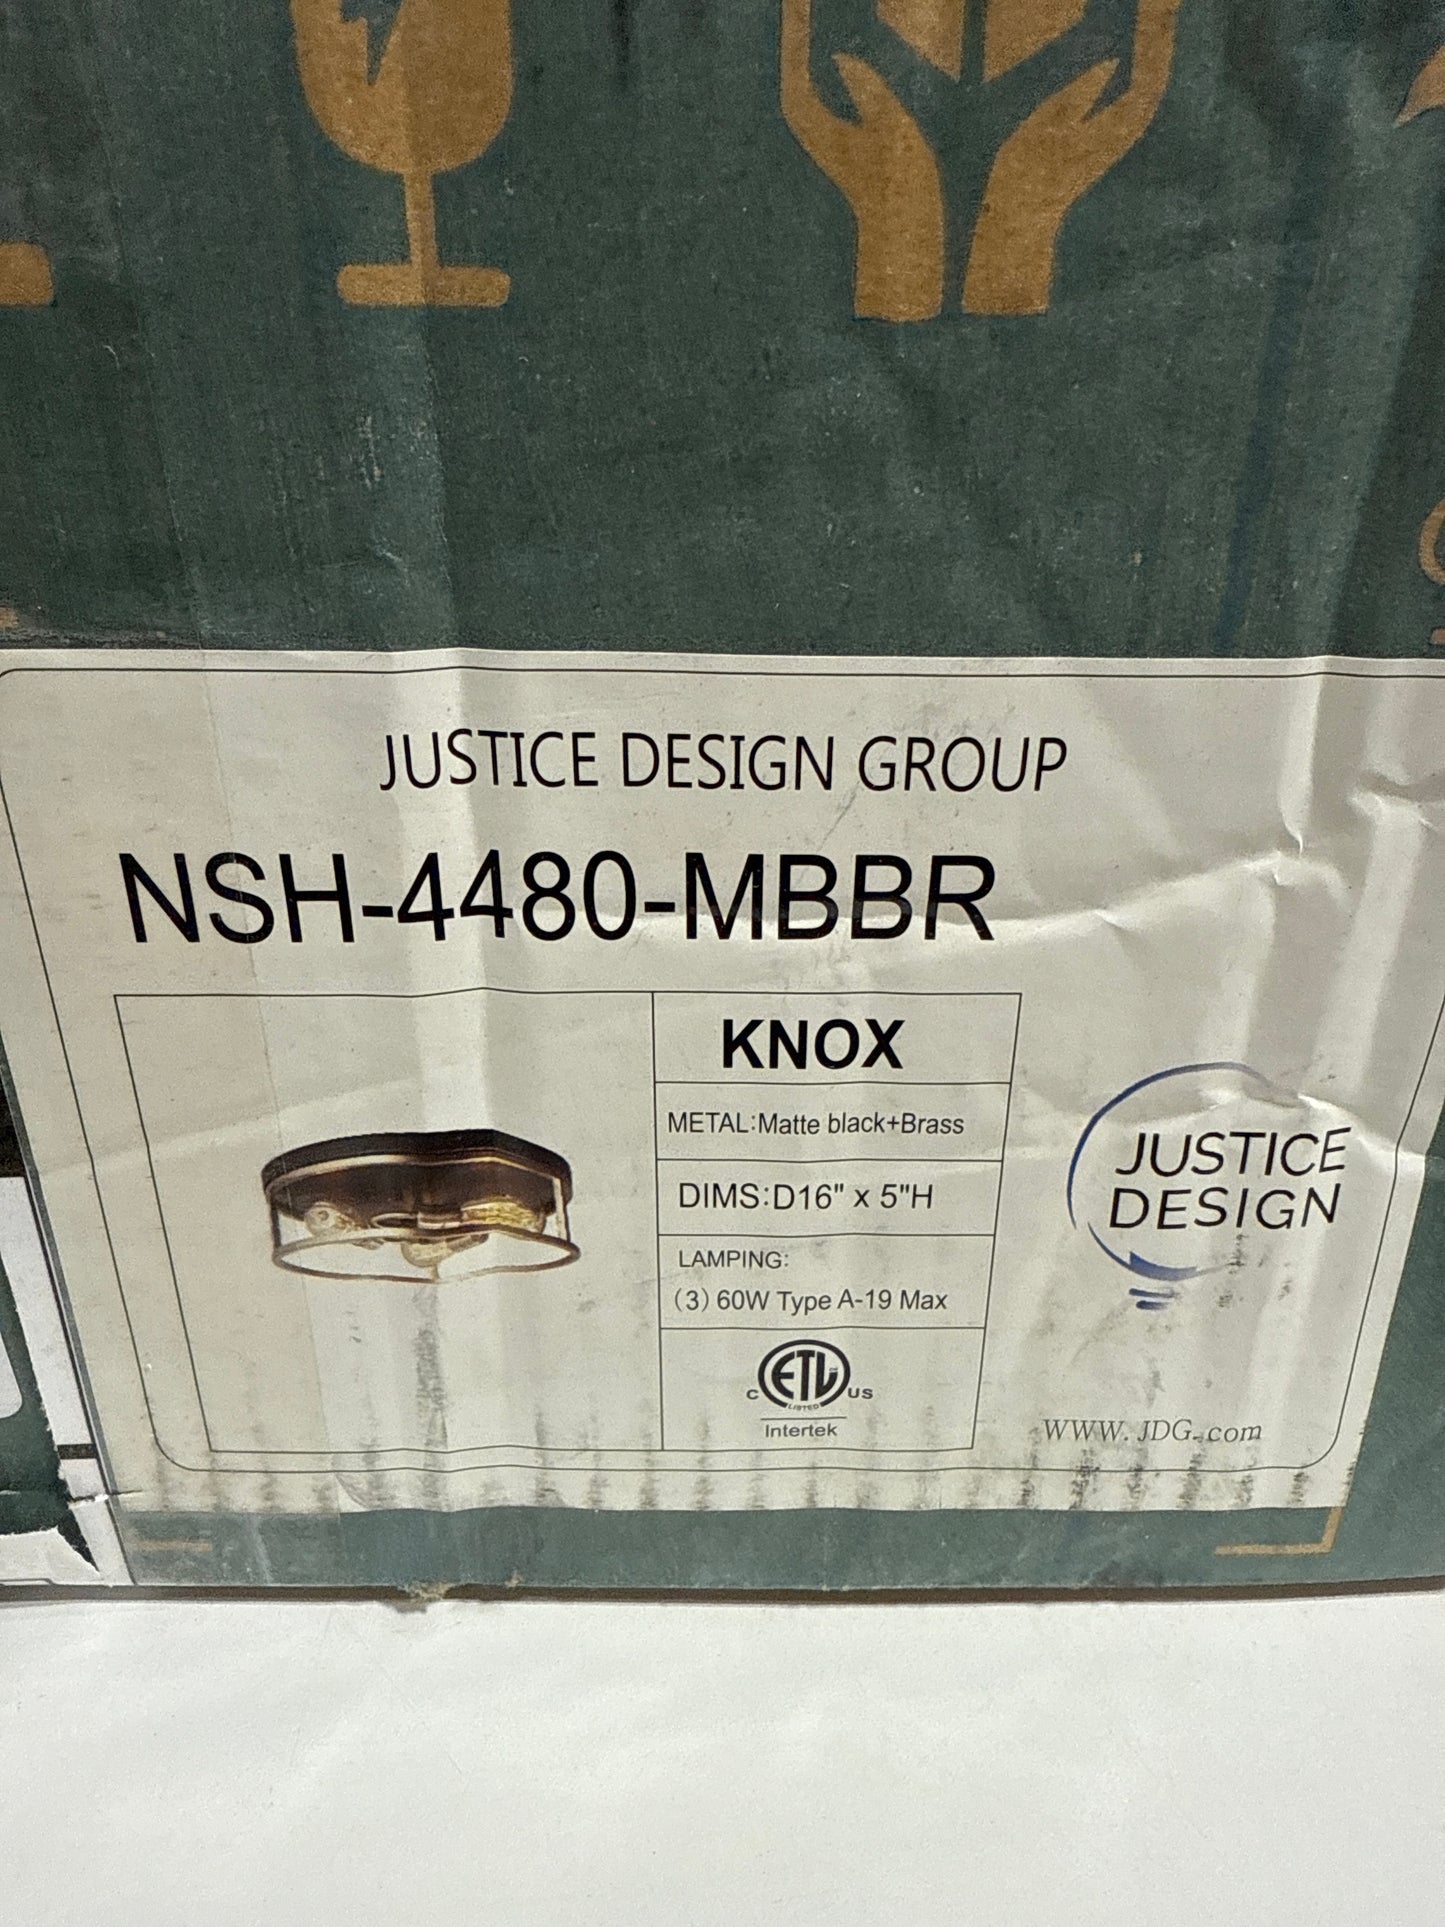 JUSTICE DESIGN GROUP
NSH-4480-MBBR
KNOX
METAL:Matte black+Brass
DIMS:D16" x 5"H
LAMPING:
(3) 60W Type A-19 Max
C ETL US
LISTED
Intertek
JUSTICE
DESIGN
WWW. JDG. com